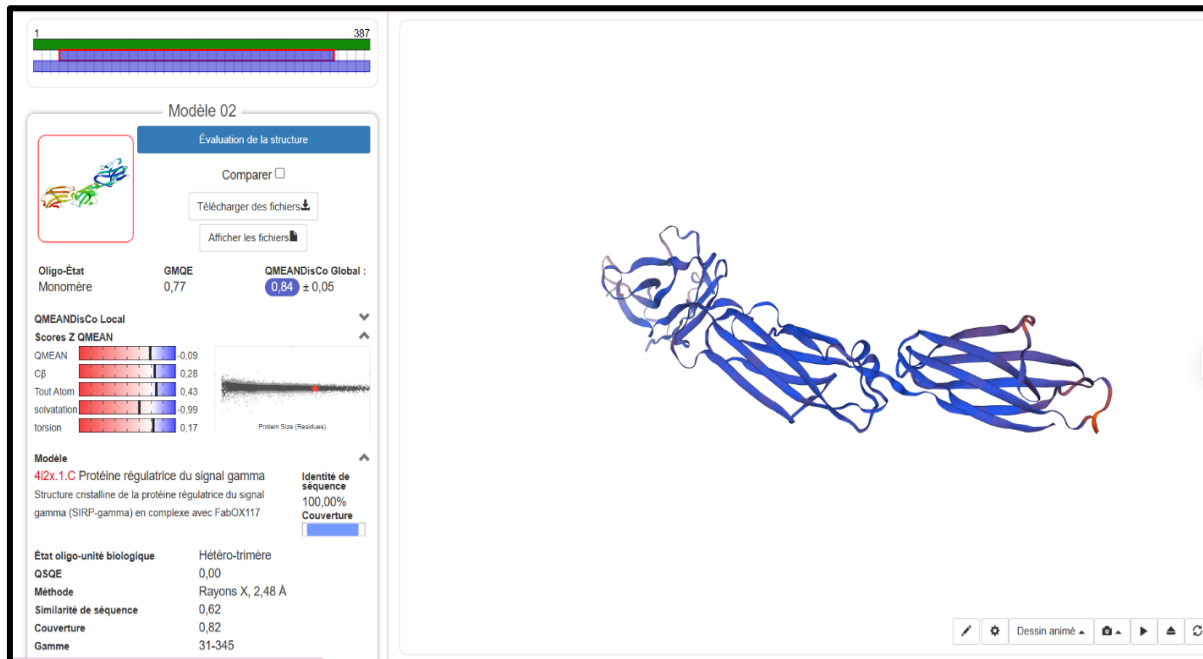 1 387
Modèle 02
Évaluation de la structure
Comparer
Télécharger des fichiers
Afficher les fichiers
Oligo-État GMQE QMEANDisCo Global :
Monomère 0,77 0,84 ± 0,05
QMEANDisCo Local
Scores Z QMEAN
QMEAN -0,09
Cβ 0,28
Tout Atom 0,43
solvatation -0,99
torsion 0,17
Protein Size (Residues)
Modèle
4i2x.1.C Protéine régulatrice du signal gamma
Structure cristalline de la protéine régulatrice du signal
gamma (SIRP-gamma) en complexe avec FabOX117
Identité de
séquence
100,00%
Couverture
État oligo-unité biologique Hétéro-trimère
QSQE 0,00
Méthode Rayons X, 2,48 Å
Similarité de séquence 0,62
Couverture 0,82
Gamme 31-345
Dessin animé